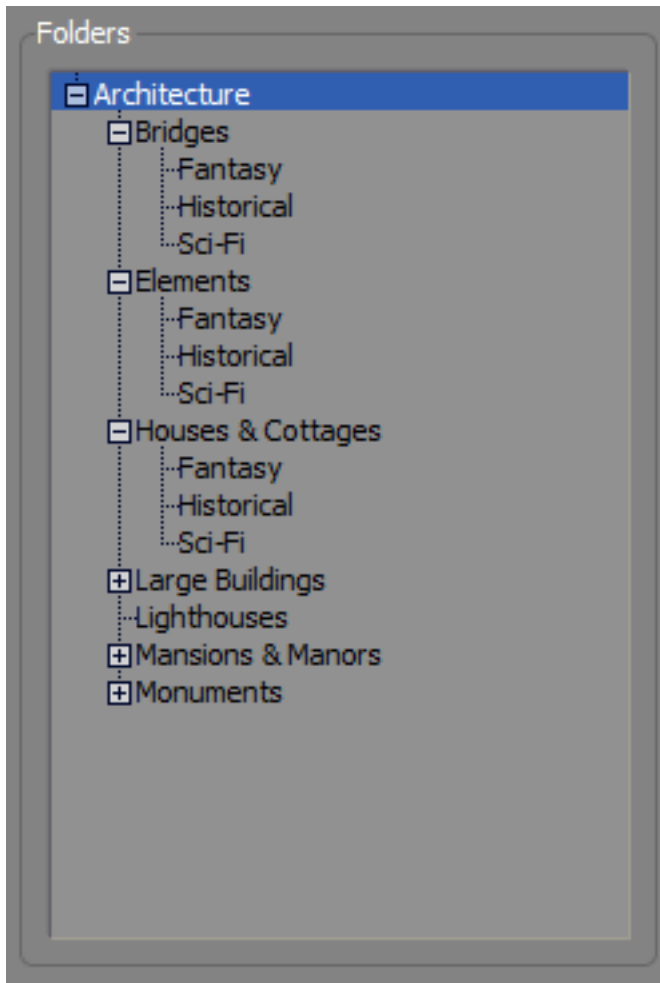 Folders
Architecture
Bridges
Fantasy
Historical
Sci-Fi
Elements
Fantasy
Historical
Sci-Fi
Houses & Cottages
Fantasy
Historical
Sci-Fi
Large Buildings
Lighthouses
Mansions & Manors
Monuments